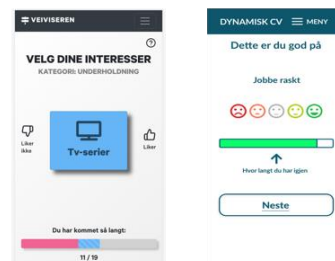 VEIVISEREN
VELG DINE INTERESSER
KATEGORI: UNDERHOLDNING
Liker ikke
Tv-serier
Liker
Du har kommet så langt:
11 / 19
DYNAMISK CV MENY
Dette er du god på
Jobbe raskt
Hvor langt du har igjen
Neste